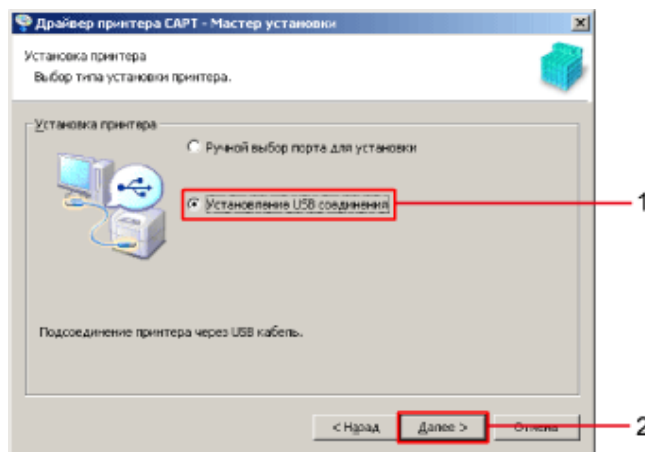 Драйвер принтера CAPT - Мастер установки
Установка принтера
Выбор типа установки принтера.
Установка принтера
Ручной выбор порта для установки
Установление USB соединения
1
Подсоединение принтера через USB кабель.
< Назад
Далее >
Отмена
2